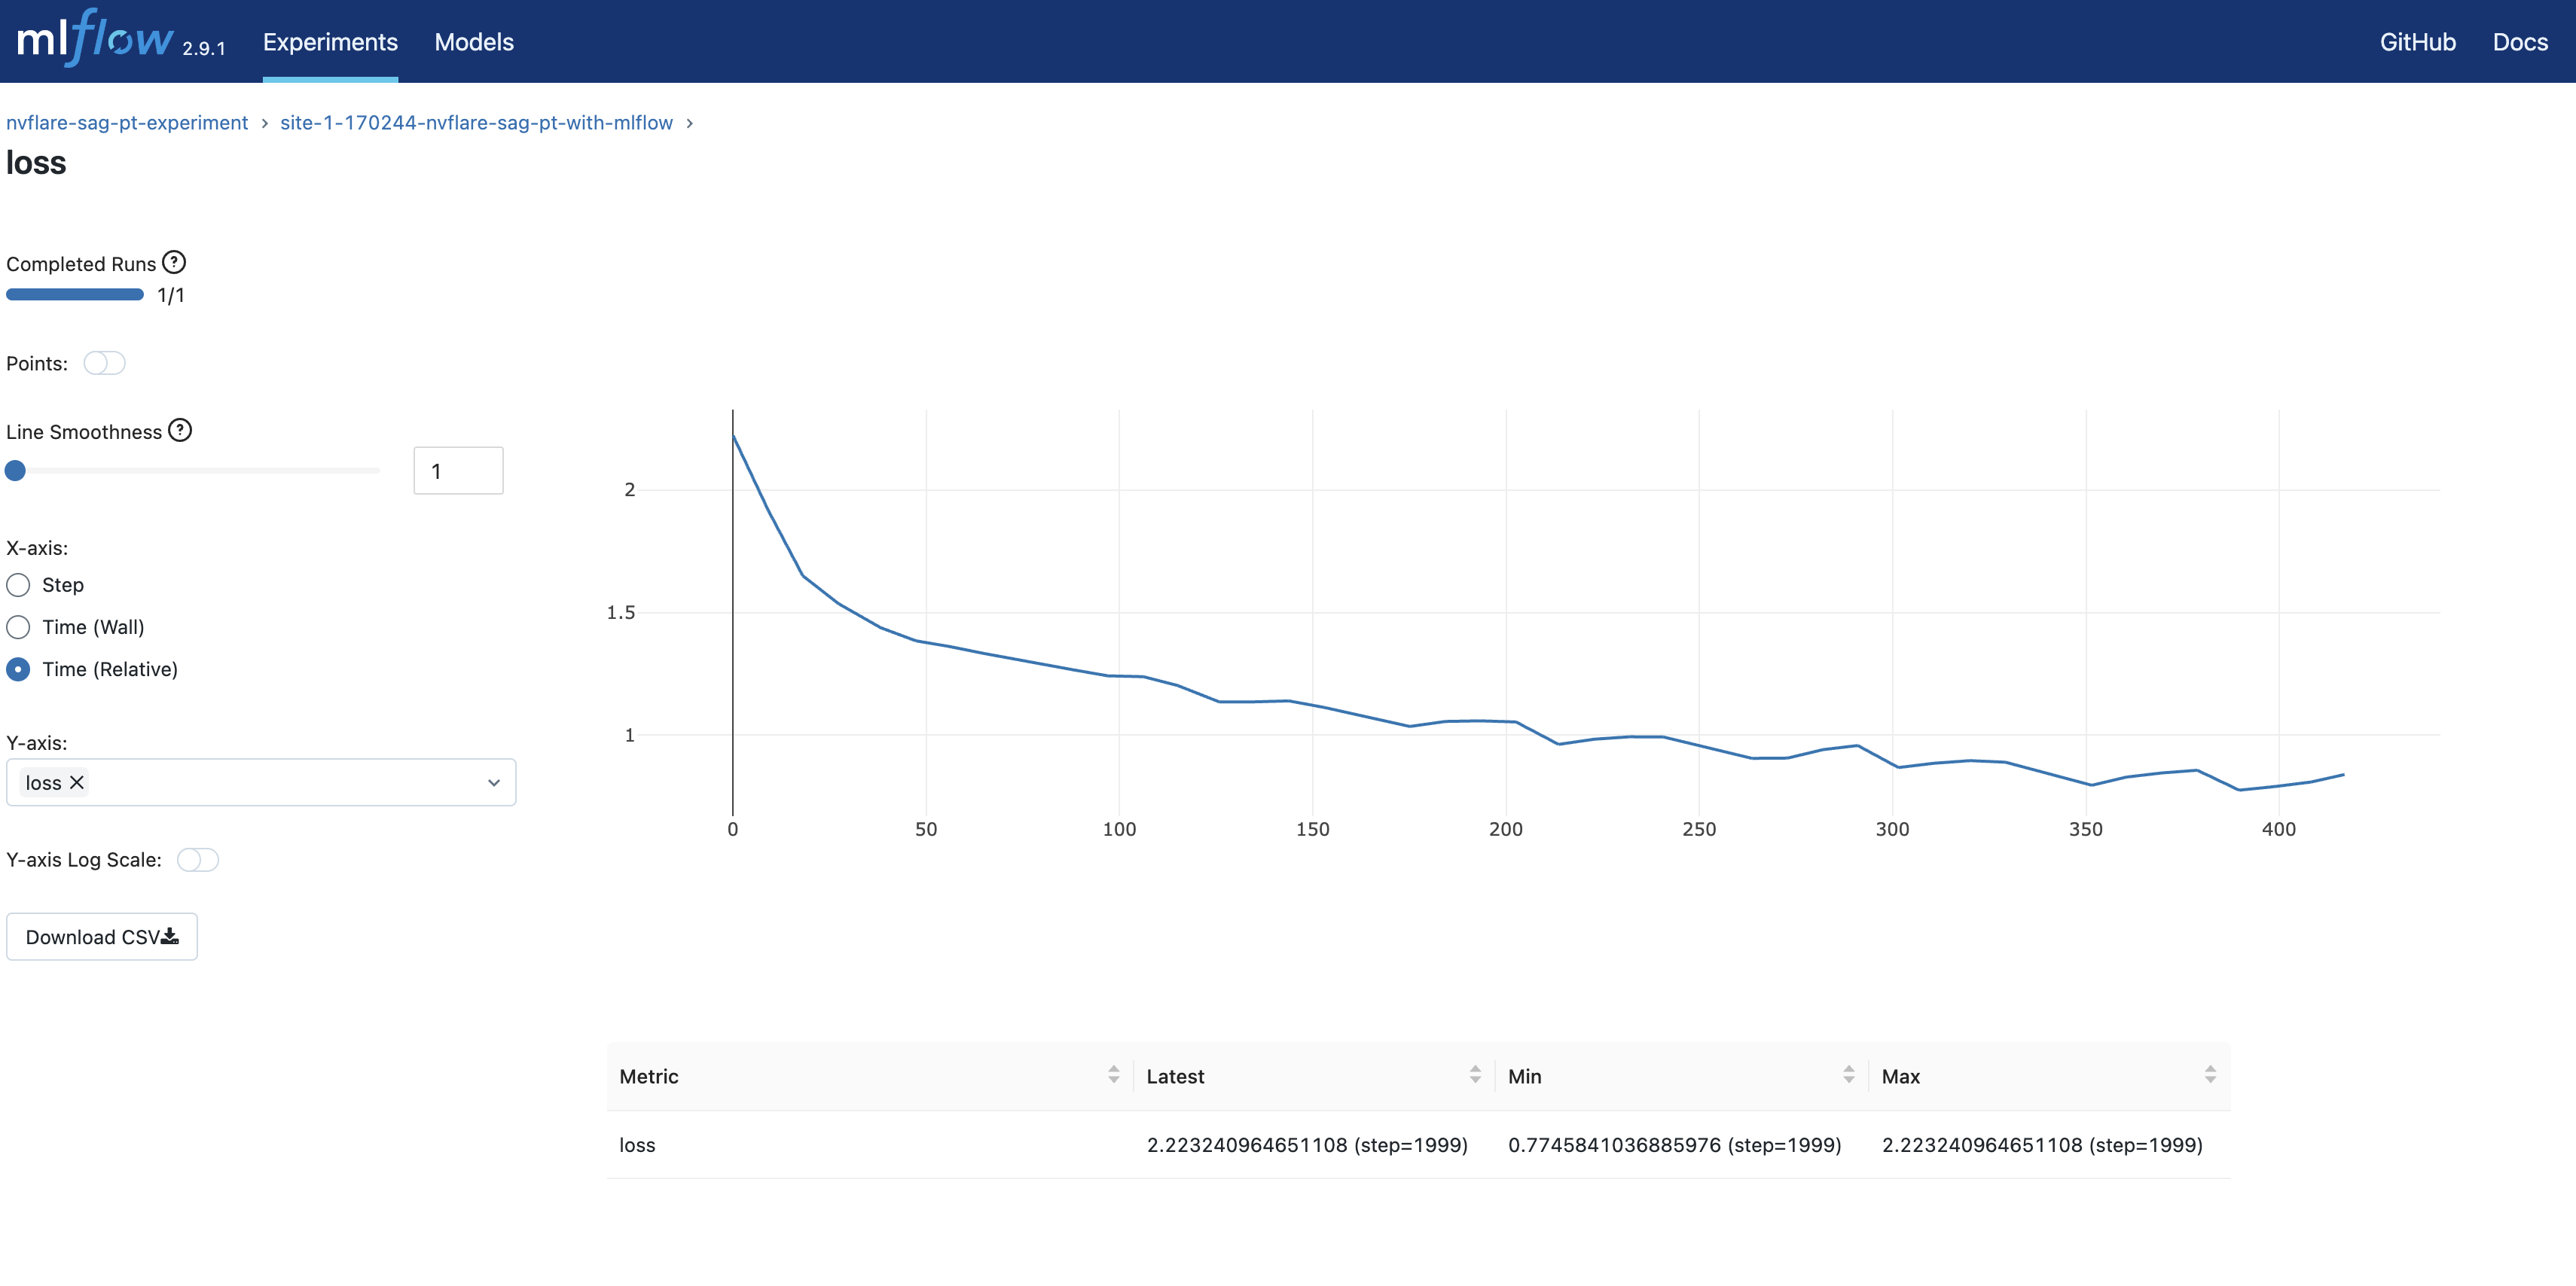 mlflow 2.9.1 Experiments Models GitHub Docs
nvflare-sag-pt-experiment › site-1-170244-nvflare-sag-pt-with-mlflow ›
loss
Completed Runs ?
1/1
Points:
Line Smoothness ?
1
X-axis:
Step
Time (Wall)
Time (Relative)
Y-axis:
loss
Y-axis Log Scale:
Download CSV
2
1.5
1
0 50 100 150 200 250 300 350 400
Metric Latest Min Max
loss 2.223240964651108 (step=1999) 0.7745841036885976 (step=1999) 2.223240964651108 (step=1999)